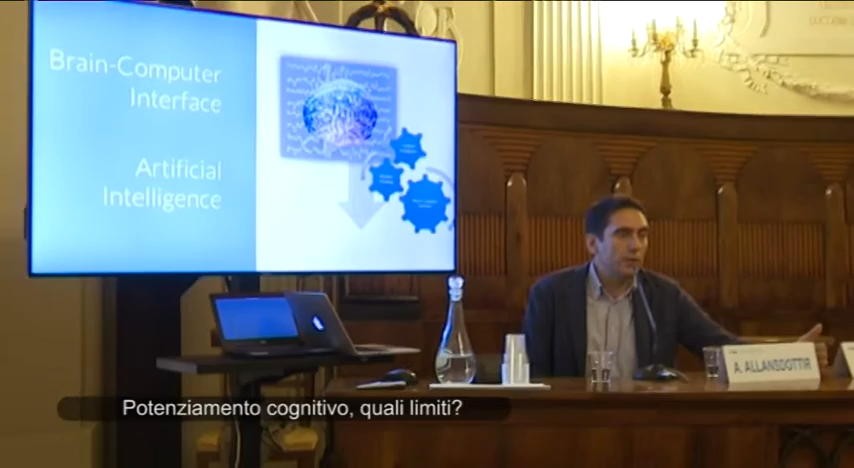 Brain-Computer
Interface
Artificial
Intelligence
A. ALLANSDOTTIR
Potenziamento cognitivo, quali limiti?